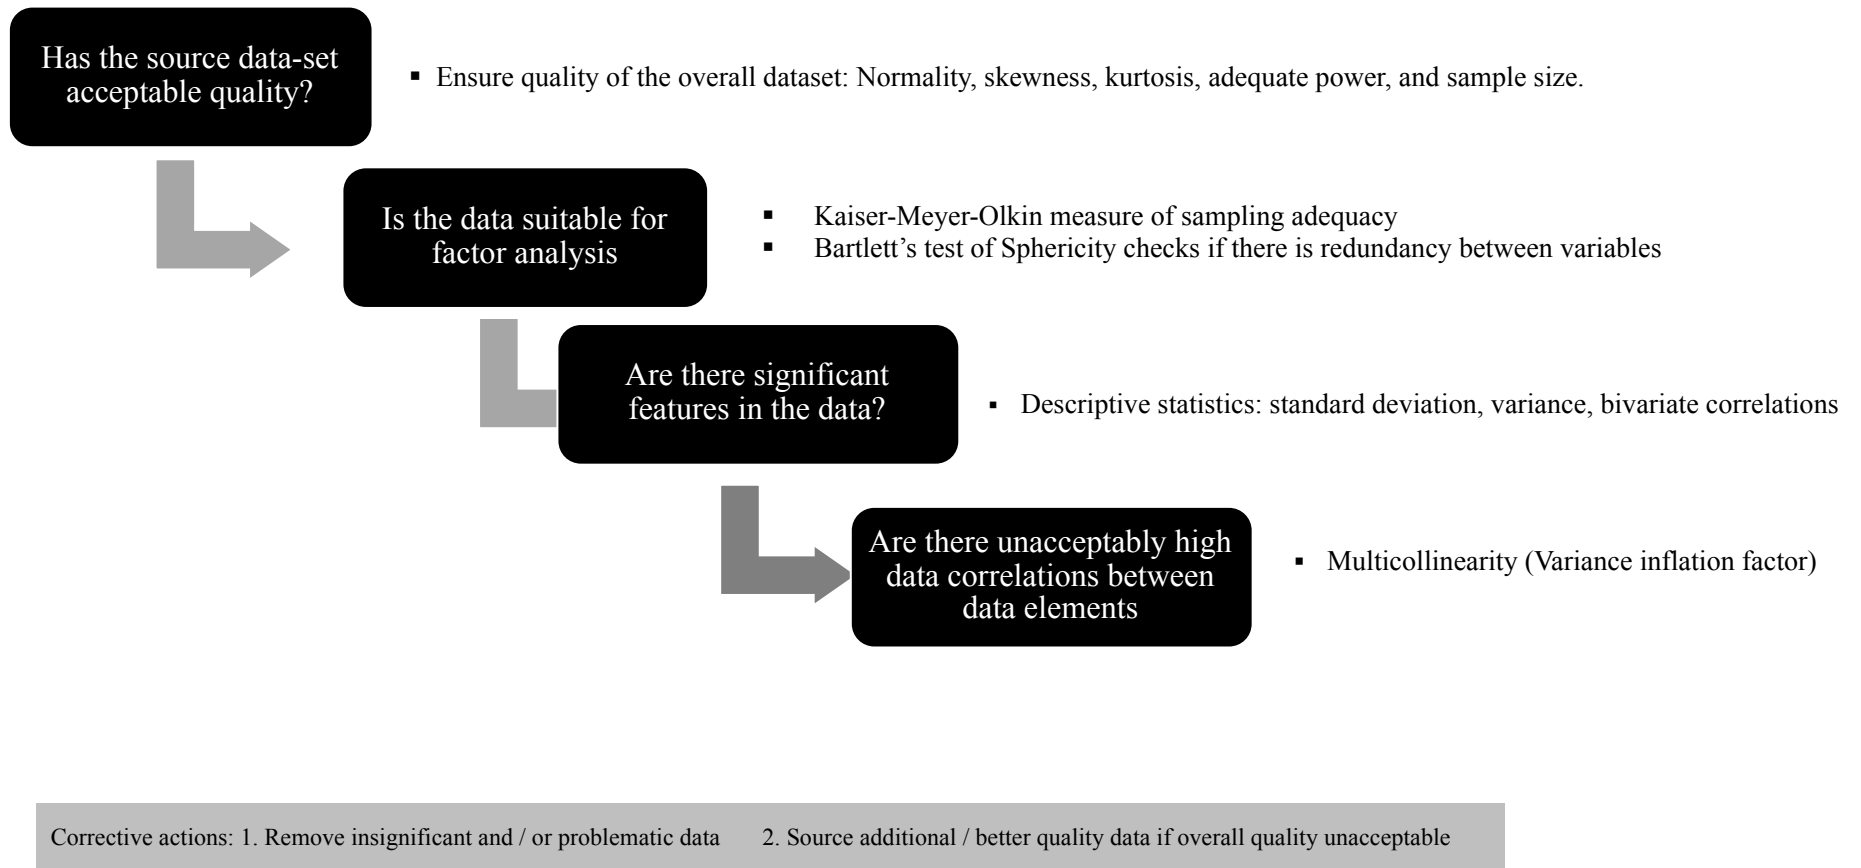 Has the source data-set
acceptable quality?
▪ Ensure quality of the overall dataset: Normality, skewness, kurtosis, adequate power, and sample size.
Is the data suitable for
factor analysis
▪ Kaiser-Meyer-Olkin measure of sampling adequacy
▪ Bartlett’s test of Sphericity checks if there is redundancy between variables
Are there significant
features in the data?
▪ Descriptive statistics: standard deviation, variance, bivariate correlations
Are there unacceptably high
data correlations between
data elements
▪ Multicollinearity (Variance inflation factor)
Corrective actions: 1. Remove insignificant and / or problematic data 2. Source additional / better quality data if overall quality unacceptable